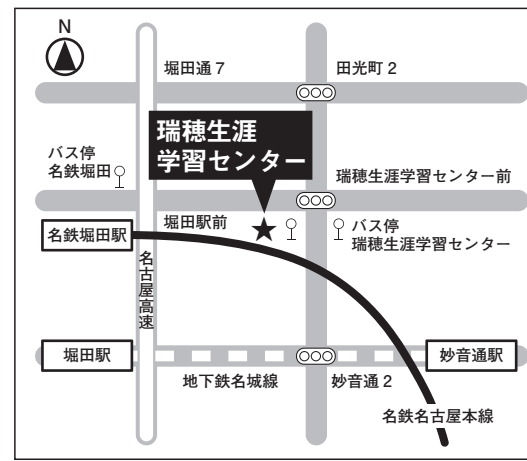 N
堀田通7
田光町2
瑞穂生涯
学習センター
バス停
名鉄堀田
瑞穂生涯学習センター前
堀田駅前
バス停
瑞穂生涯学習センター
名鉄堀田駅
名古屋高速
堀田駅
妙音通駅
地下鉄名城線
妙音通2
名鉄名古屋本線